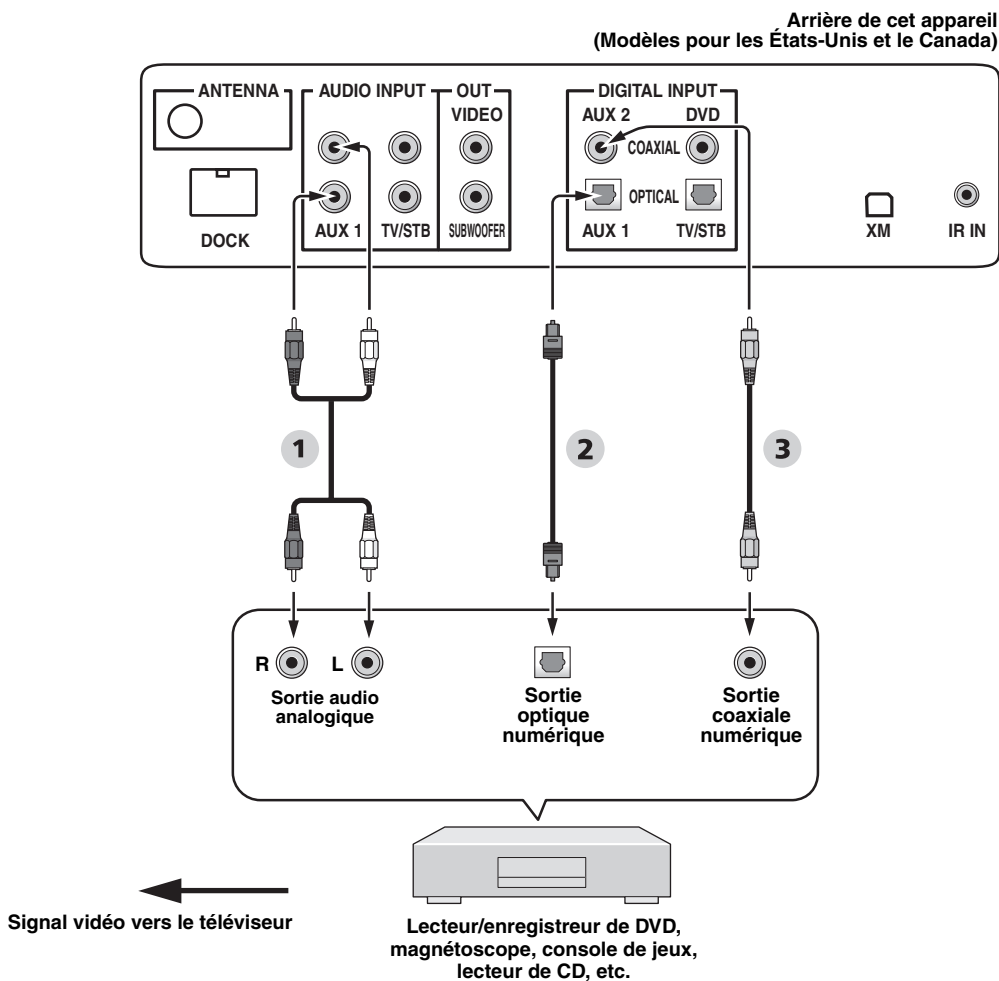 Arrière de cet appareil
(Modèles pour les États-Unis et le Canada)
ANTENNA
AUDIO INPUT
OUT
DIGITAL INPUT
VIDEO
AUX 2
DVD
COAXIAL
OPTICAL
DOCK
AUX 1
TV/STB
SUBWOOFER
AUX 1
TV/STB
XM
IR IN
1
2
3
R
L
Sortie audio
analogique
Sortie
optique
numérique
Sortie
coaxiale
numérique
Signal vidéo vers le téléviseur
Lecteur/enregistreur de DVD,
magnétoscope, console de jeux,
lecteur de CD, etc.